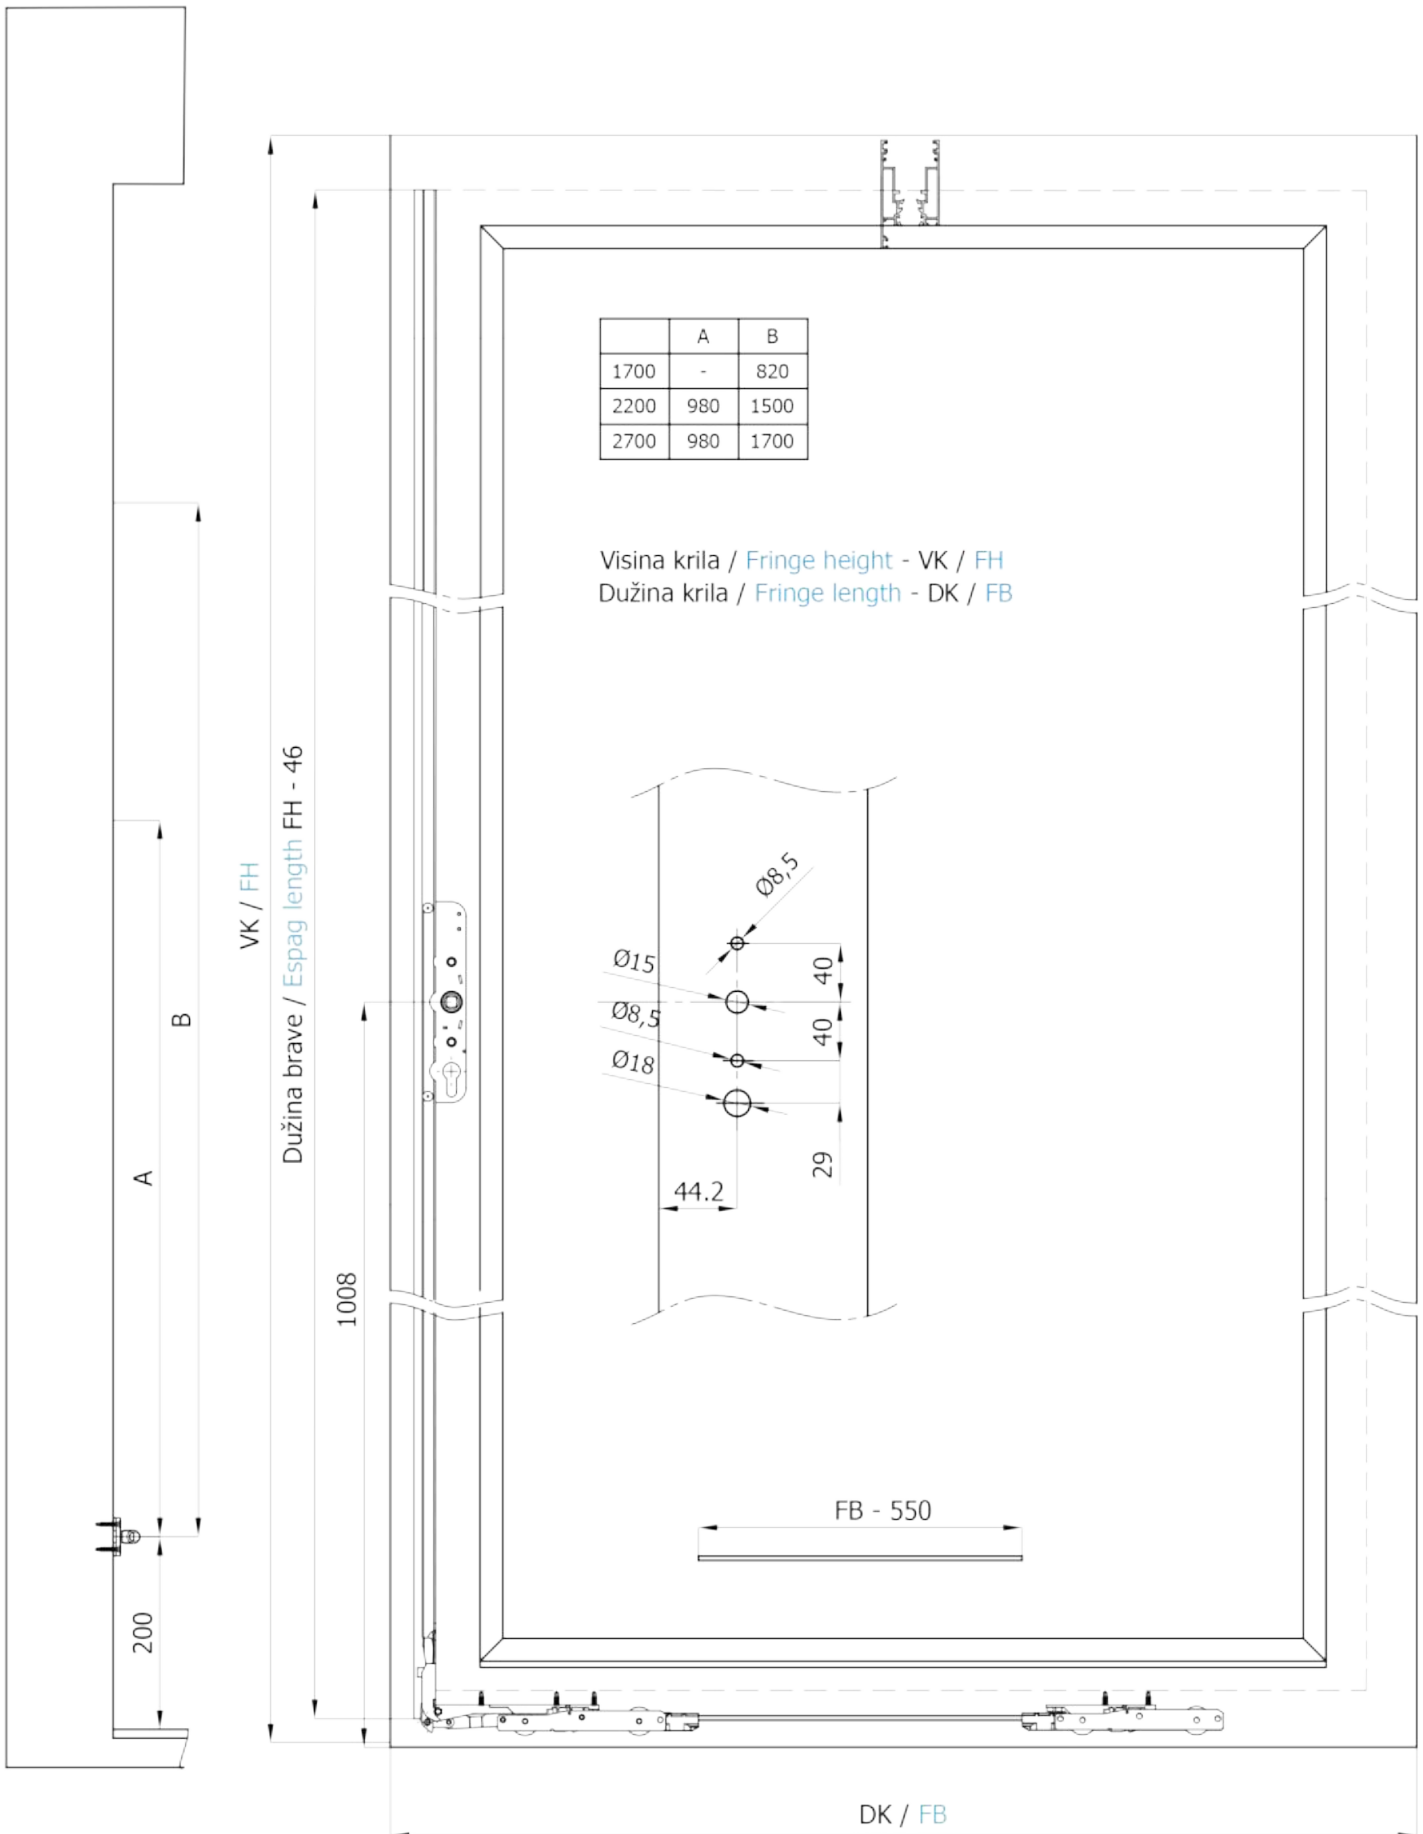 A B
1700 - 820
2200 980 1500
2700 980 1700
Visina krila / Fringe height - VK / FH
Dužina krila / Fringe length - DK / FB
VK / FH
Dužina brave / Espag length FH - 46
B
A
200
1008
Ø8,5
Ø15
40
Ø8,5
40
Ø18
29
44.2
FB - 550
DK / FB